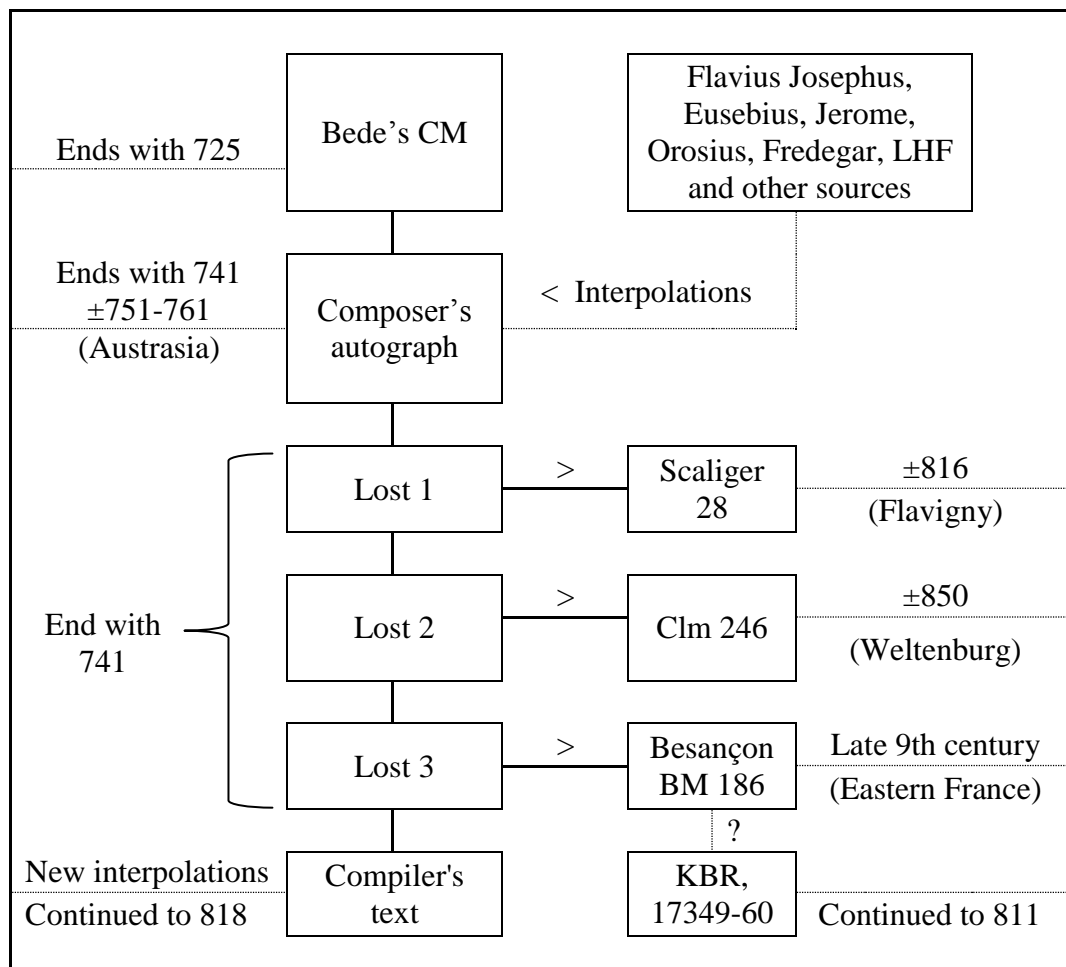 Ends with 725
Bede’s CM
Flavius Josephus,
Eusebius, Jerome,
Orosius, Fredegar, LHF
and other sources
Ends with 741
±751-761
(Austrasia)
Composer’s
autograph
< Interpolations
End with
741
Lost 1
>
Scaliger
28
±816
(Flavigny)
Lost 2
>
Clm 246
±850
(Weltenburg)
Lost 3
>
Besançon
BM 186
Late 9th century
(Eastern France)
?
New interpolations
Continued to 818
Compiler's
text
KBR,
17349-60
Continued to 811